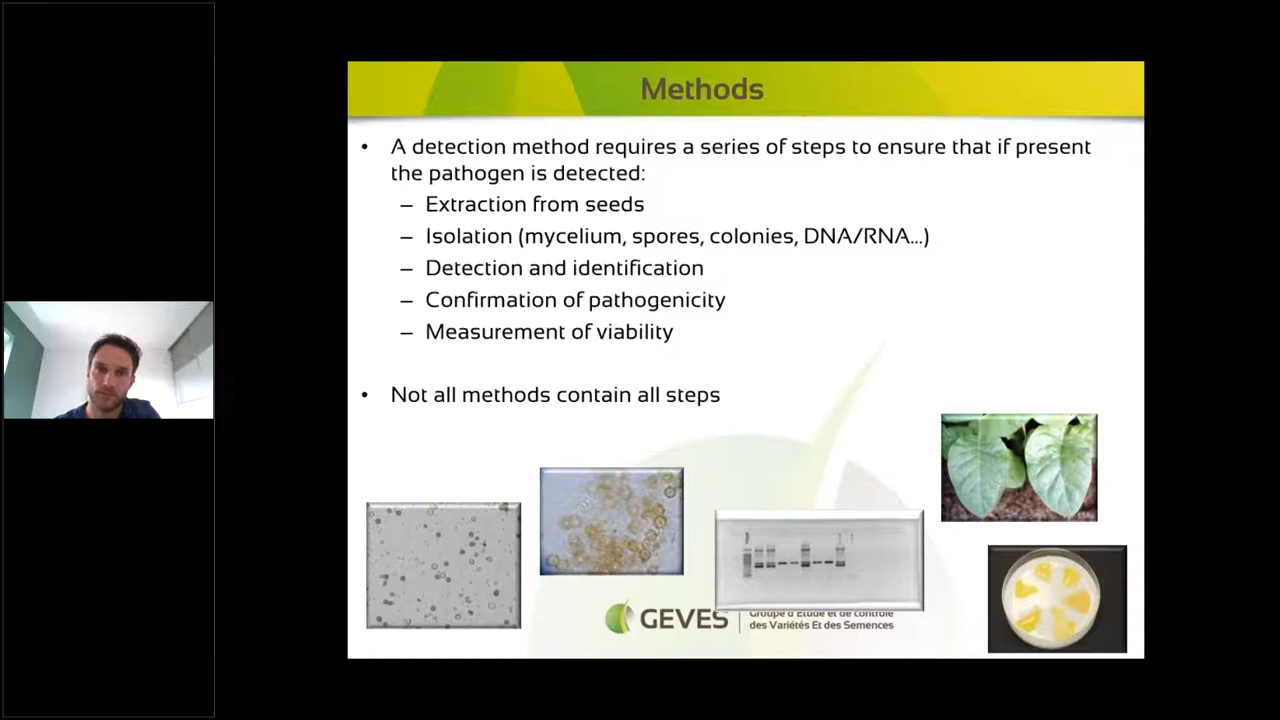 Methods
• A detection method requires a series of steps to ensure that if present
the pathogen is detected:
– Extraction from seeds
– Isolation (mycelium, spores, colonies, DNA/RNA...)
– Detection and identification
– Confirmation of pathogenicity
– Measurement of viability
• Not all methods contain all steps
GEVES
Groupe d'Etude et de contrôle
des Variétés Et des Semences